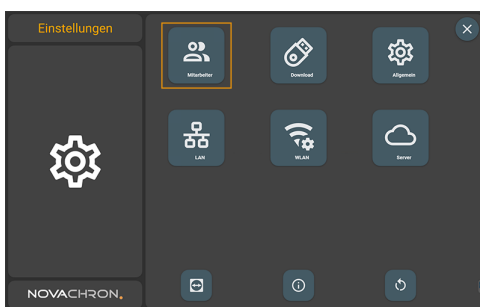 Einstellungen
Mitarbeiter
Download
Allgemein
LAN
WLAN
Server
NOVACHRON.